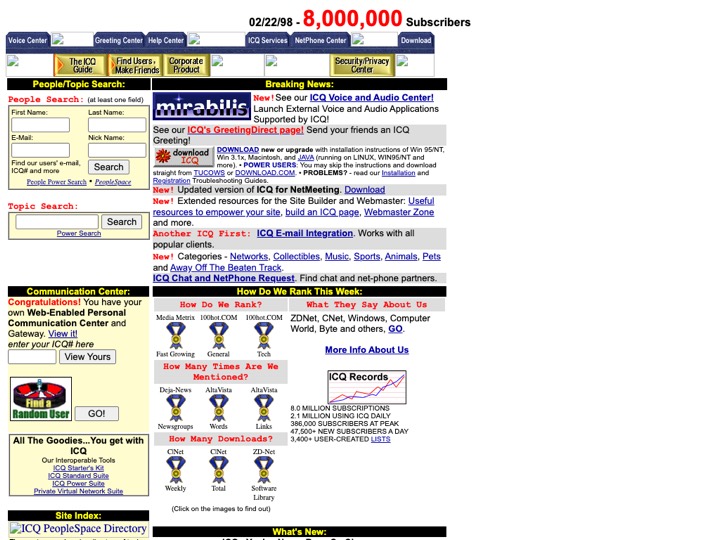 02/22/98 - 8,000,000 Subscribers
Voice Center Greeting Center Help Center ICQ Services NetPhone Center Download
The ICQ Guide Find Users, Make Friends Corporate Product Security/Privacy Center
People/Topic Search:
People Search: (at least one field)
First Name: Last Name:
E-Mail: Nick Name:
Find our users' e-mail, ICQ# and more Search
People Power Search • PeopleSpace
Topic Search:
Search
Power Search
Communication Center:
Congratulations! You have your
own Web-Enabled Personal
Communication Center and
Gateway. View it!
enter your ICQ# here
View Yours
Find a
Random User
GO!
All The Goodies...You get with
ICQ
Our Interoperable Tools
ICQ Starter's Kit
ICQ Standard Suite
ICQ Power Suite
Private Virtual Network Suite
Site Index:
ICQ PeopleSpace Directory
Breaking News:
mirabilis
New! See our ICQ Voice and Audio Center!
Launch External Voice and Audio Applications
Supported by ICQ!
See our ICQ's GreetingDirect page! Send your friends an ICQ
Greeting!
download
ICQ
DOWNLOAD new or upgrade with installation instructions of Win 95/NT,
Win 3.1x, Macintosh, and JAVA (running on LINUX, WIN95/NT and
more). • POWER USERS: You may skip the instructions and download
straight from TUCOWS or DOWNLOAD.COM. • PROBLEMS? - read our Installation and
Registration Troubleshooting Guides.
New! Updated version of ICQ for NetMeeting. Download
New! Extended resources for the Site Builder and Webmaster: Useful
resources to empower your site, build an ICQ page, Webmaster Zone
and more.
Another ICQ First: ICQ E-mail Integration. Works with all
popular clients.
New! Categories - Networks, Collectibles, Music, Sports, Animals, Pets
and Away Off The Beaten Track.
ICQ Chat and NetPhone Request. Find chat and net-phone partners.
How Do We Rank This Week:
How Do We Rank?
Media Metrix 100hot.COM 100hot.COM
Fast Growing General Tech
How Many Times Are We
Mentioned?
Deja-News AltaVista AltaVista
Newsgroups Words Links
How Many Downloads?
C|Net C|Net ZD-Net
Weekly Total Software
Library
(Click on the images to find out)
What They Say About Us
ZDNet, CNet, Windows, Computer
World, Byte and others, GO.
More Info About Us
ICQ Records
8.0 MILLION SUBSCRIPTIONS
2.1 MILLION USING ICQ DAILY
386,000 SUBSCRIBERS AT PEAK
47,500+ NEW SUBSCRIBERS A DAY
3,400+ USER-CREATED LISTS
What's New: